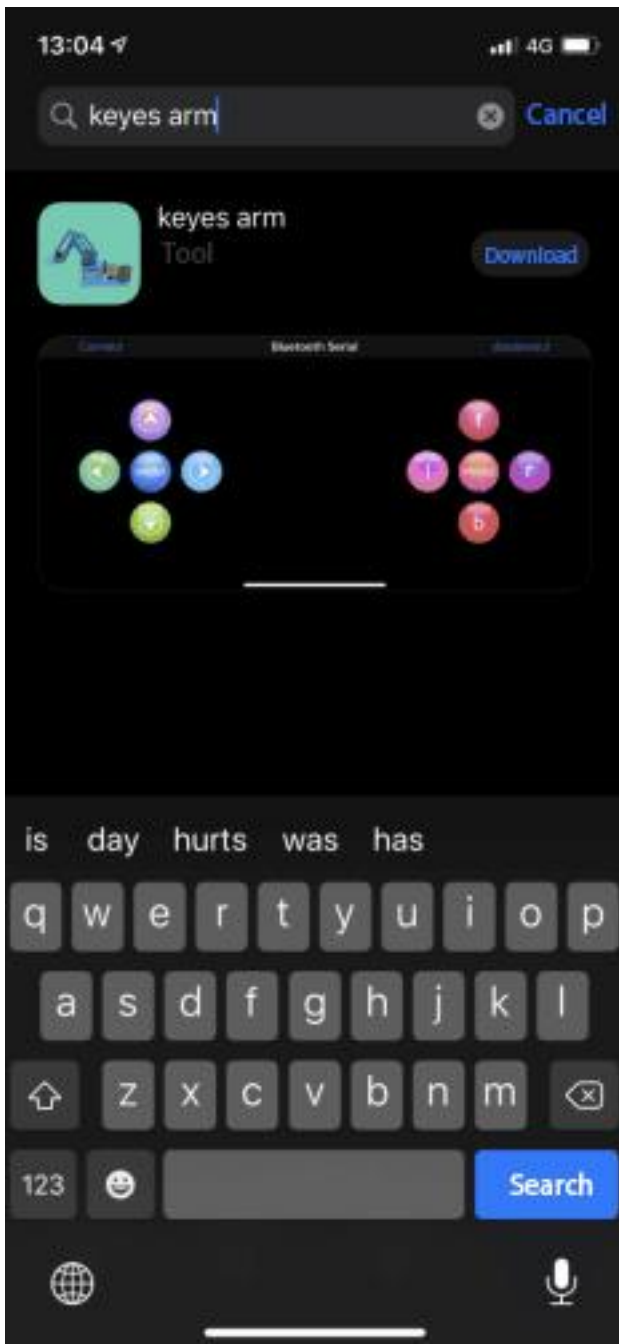 13:04 4G
keyes arm Cancel
keyes arm
Tool
Download
Connect Bluetooth Serial
f
l r
b
is day hurts was has
q w e r t y u i o p
a s d f g h j k l
z x c v b n m
123 Search